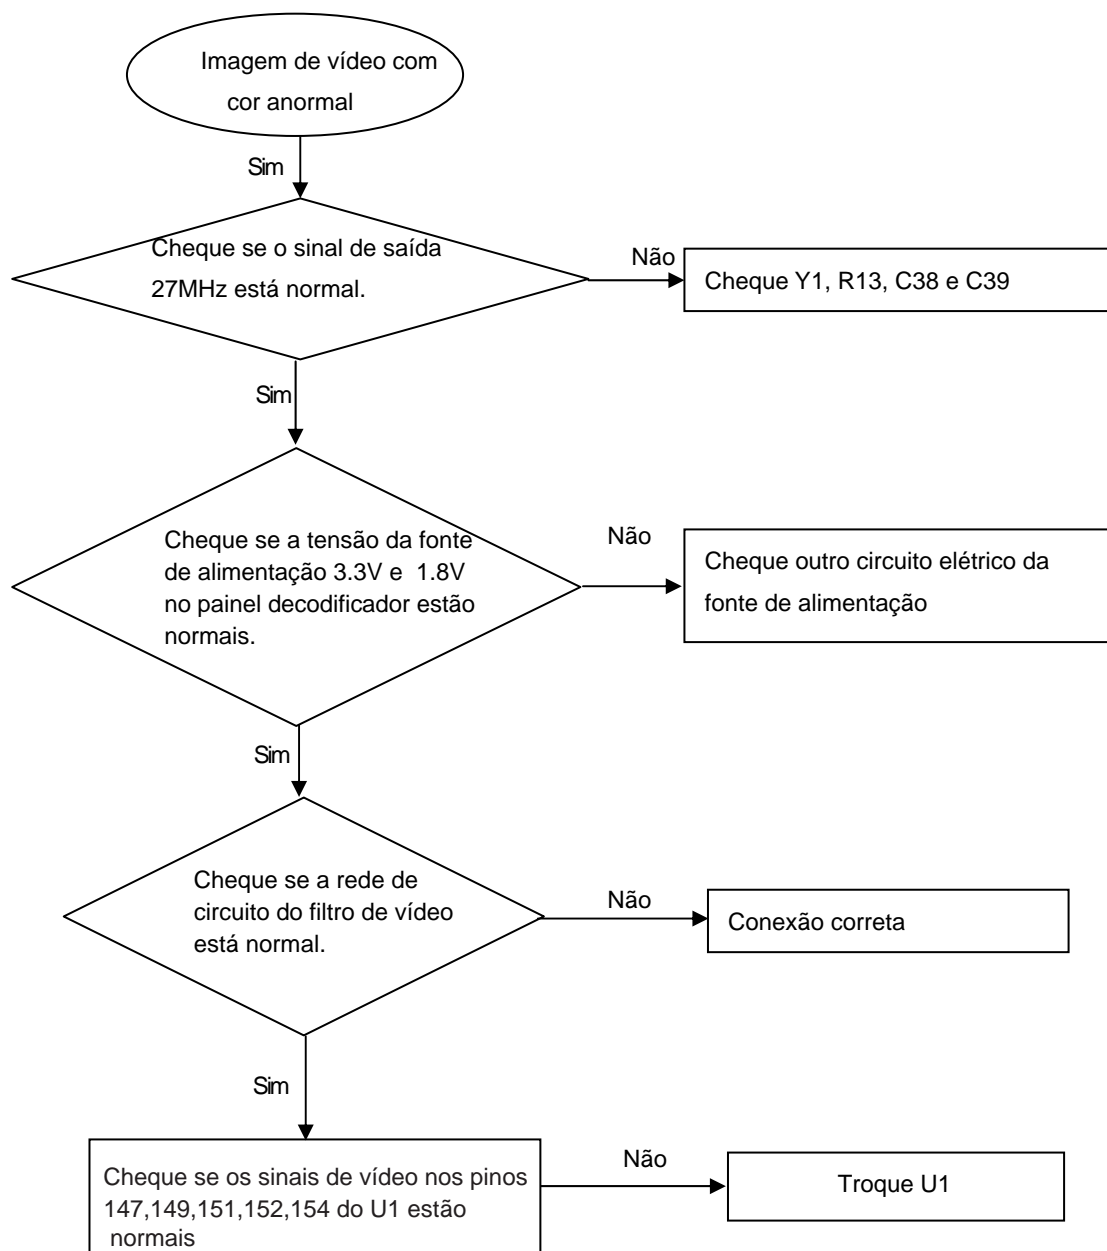 Imagem de vídeo com
cor anormal
Sim
Cheque se o sinal de saída
27MHz está normal.
Não
Cheque Y1, R13, C38 e C39
Sim
Cheque se a tensão da fonte
de alimentação 3.3V e 1.8V
no painel decodificador estão
normais.
Não
Cheque outro circuito elétrico da
fonte de alimentação
Sim
Cheque se a rede de
circuito do filtro de vídeo
está normal.
Não
Conexão correta
Sim
Cheque se os sinais de vídeo nos pinos
147,149,151,152,154 do U1 estão
normais
Não
Troque U1